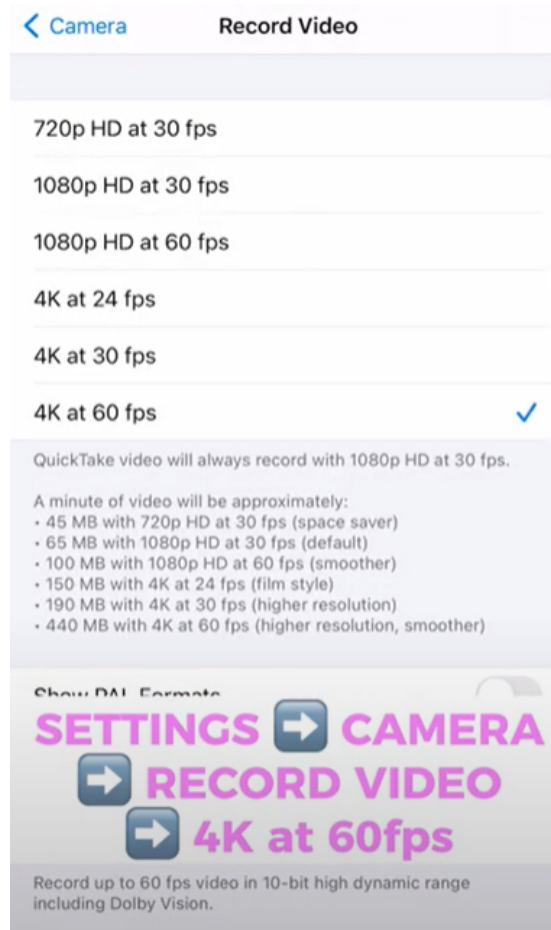 Camera
Record Video
720p HD at 30 fps
1080p HD at 30 fps
1080p HD at 60 fps
4K at 24 fps
4K at 30 fps
4K at 60 fps
QuickTake video will always record with 1080p HD at 30 fps.
A minute of video will be approximately:
• 45 MB with 720p HD at 30 fps (space saver)
• 65 MB with 1080p HD at 30 fps (default)
• 100 MB with 1080p HD at 60 fps (smoother)
• 150 MB with 4K at 24 fps (film style)
• 190 MB with 4K at 30 fps (higher resolution)
• 440 MB with 4K at 60 fps (higher resolution, smoother)
Show PAL Formats
SETTINGS ➡ CAMERA
➡ RECORD VIDEO
➡ 4K at 60fps
Record up to 60 fps video in 10-bit high dynamic range
including Dolby Vision.